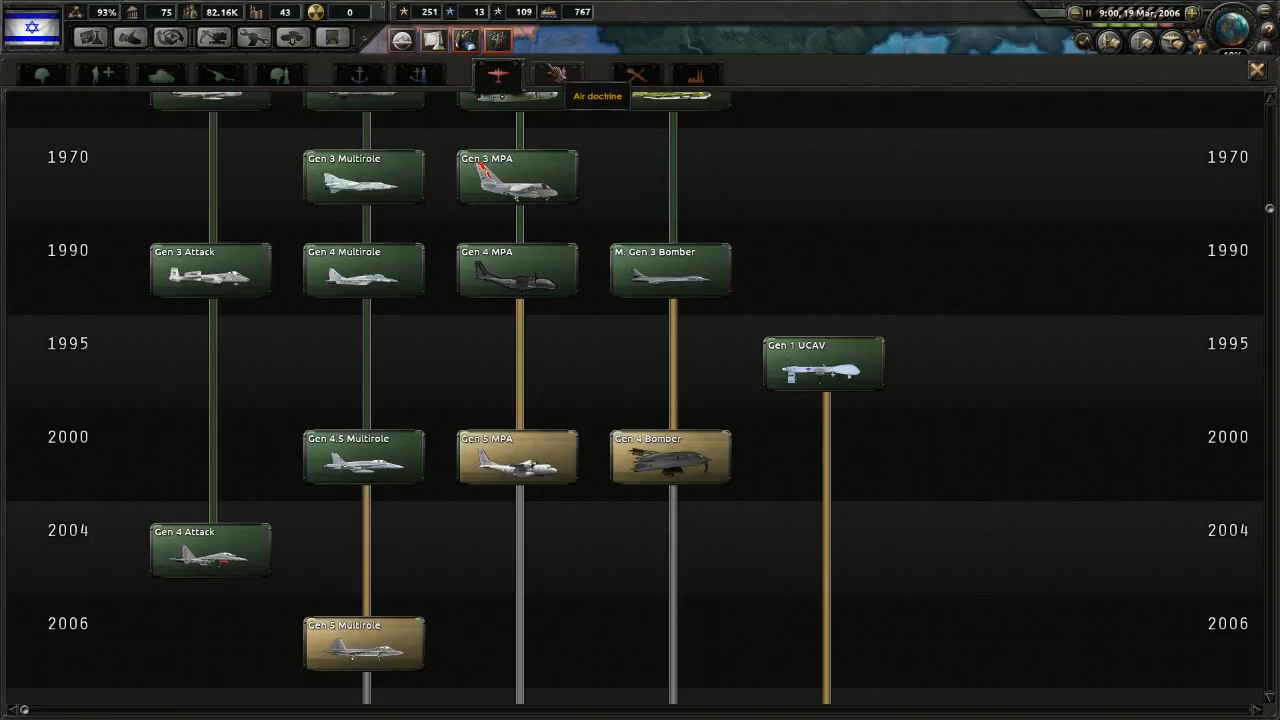 93% 75 82.16K 43 0 251 13 109 767 9:00, 19 Mar, 2006
Air doctrine
1970 Gen 3 Multirole Gen 3 MPA 1970
1990 Gen 3 Attack Gen 4 Multirole Gen 4 MPA M. Gen 3 Bomber 1990
1995 Gen 1 UCAV 1995
2000 Gen 4.5 Multirole Gen 5 MPA Gen 4 Bomber 2000
2004 Gen 4 Attack 2004
2006 Gen 5 Multirole 2006